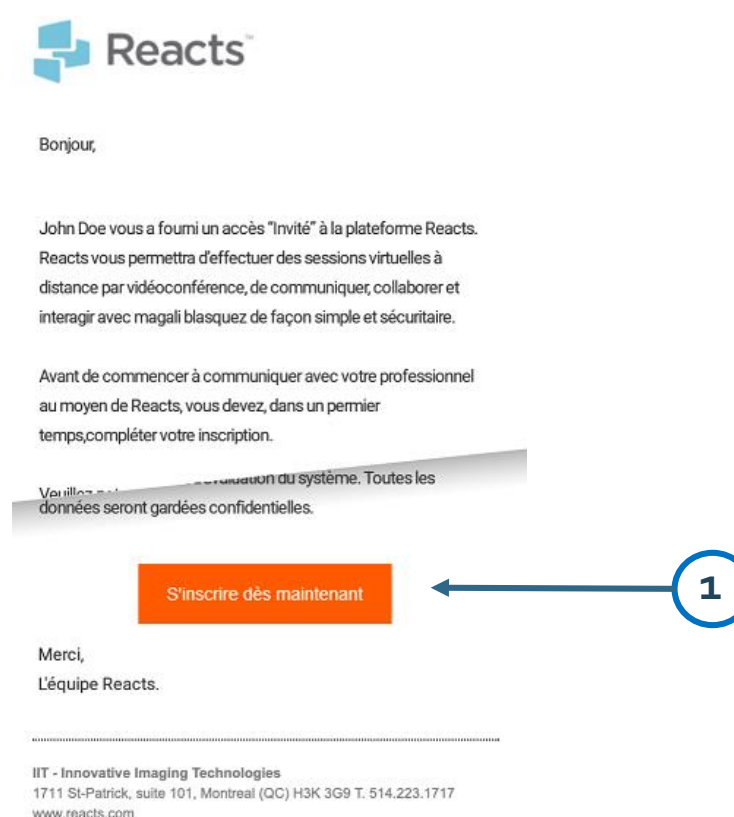 Reacts™
Bonjour,
John Doe vous a fourni un accès “Invité” à la plateforme Reacts.
Reacts vous permettra d'effectuer des sessions virtuelles à
distance par vidéoconférence, de communiquer, collaborer et
interagir avec magali blasquez de façon simple et sécuritaire.
Avant de commencer à communiquer avec votre professionnel
au moyen de Reacts, vous devez, dans un permier
temps,compléter votre inscription.
du système. Toutes les
données seront gardées confidentielles.
S'inscrire dès maintenant
1
Merci,
L'équipe Reacts.
IIT - Innovative Imaging Technologies
1711 St-Patrick, suite 101, Montreal (QC) H3K 3G9 T. 514.223.1717
www.reacts.com